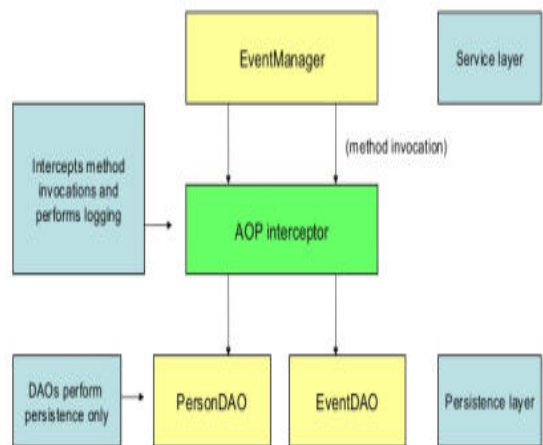 EventManager
Service layer
(method invocation)
Intercepts method
invocations and
performs logging
AOP interceptor
DAOs perform
persistence only
PersonDAO
EventDAO
Persistence layer